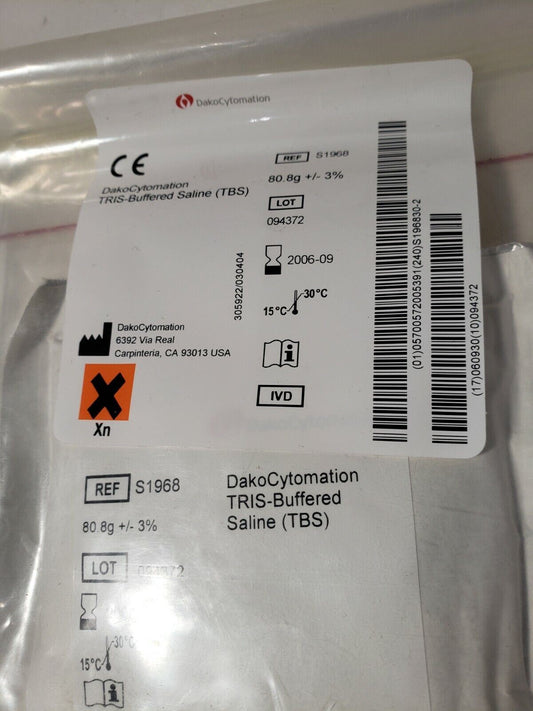 DakoCytomation
CE
DakoCytomation
TRIS-Buffered Saline (TBS)
REF S1968
80.8g +/- 3%
LOT
094372
2006-09
15°C 30°C
IVD
305922/030404
DakoCytomation
6392 Via Real
Carpinteria, CA 93013 USA
Xn
(01)05700572005391(240)S196830-2
(17)060930(10)094372
REF S1968
80.8g +/- 3%
LOT 094372
30°C
15°C
DakoCytomation
TRIS-Buffered
Saline (TBS)